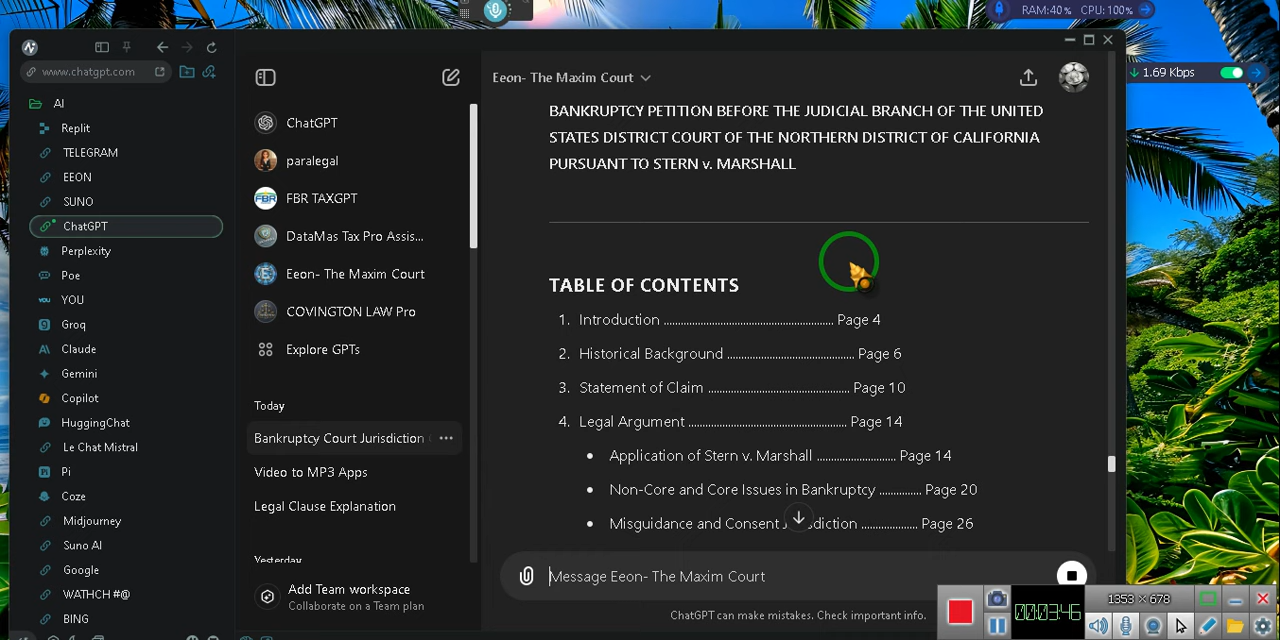 RAM:40% CPU:100%
www.chatgpt.com
AI
Replit
TELEGRAM
EEON
SUNO
ChatGPT
Perplexity
Poe
YOU
Groq
Claude
Gemini
Copilot
HuggingChat
Le Chat Mistral
Pi
Coze
Midjourney
Suno AI
Google
WATHCH #@
BING
ChatGPT
paralegal
FBR TAXGPT
DataMas Tax Pro Assis...
Eeon- The Maxim Court
COVINGTON LAW Pro
Explore GPTs
Today
Bankruptcy Court Jurisdiction
Video to MP3 Apps
Legal Clause Explanation
Yesterday
Add Team workspace
Collaborate on a Team plan
Eeon- The Maxim Court
1.69 Kbps
BANKRUPTCY PETITION BEFORE THE JUDICIAL BRANCH OF THE UNITED
STATES DISTRICT COURT OF THE NORTHERN DISTRICT OF CALIFORNIA
PURSUANT TO STERN v. MARSHALL
TABLE OF CONTENTS
1. Introduction ........................................................ Page 4
2. Historical Background .......................................... Page 6
3. Statement of Claim .............................................. Page 10
4. Legal Argument .................................................... Page 14
• Application of Stern v. Marshall .......................... Page 14
• Non-Core and Core Issues in Bankruptcy .............. Page 20
• Misguidance and Consent Jurisdiction ................... Page 26
Message Eeon- The Maxim Court
ChatGPT can make mistakes. Check important info.
00:03:46
1353 × 678